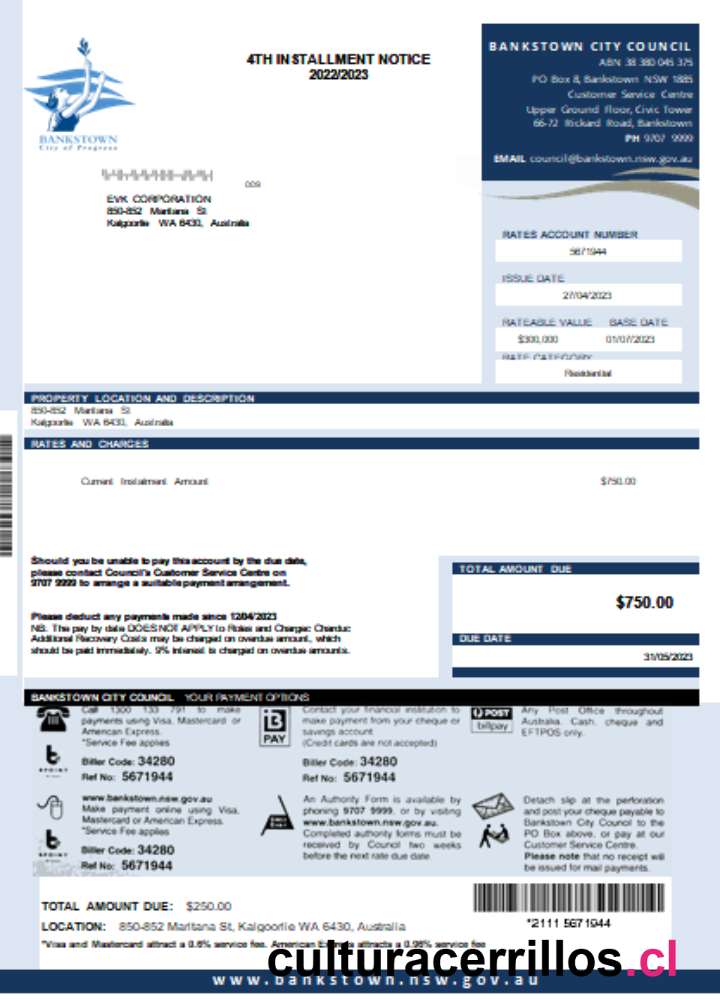 4TH INSTALLMENT NOTICE
2022/2023
BANKSTOWN
City of Progress
BANKSTOWN CITY COUNCIL
ABN 38 380 045 375
PO Box 8, Bankstown NSW 1885
Customer Service Centre
Upper Ground Floor, Civic Tower
66-72 Rickard Road, Bankstown
PH 9707 9999
EMAIL council@bankstown.nsw.gov.au
009
EVK CORPORATION
850-852 Maritana St
Kalgoorlie WA 6430, Australia
RATES ACCOUNT NUMBER
5671944
ISSUE DATE
27/04/2023
RATEABLE VALUE BASE DATE
$300,000 01/07/2023
RATE CATEGORY
Residential
PROPERTY LOCATION AND DESCRIPTION
850-852 Maritana St
Kalgoorlie WA 6430, Australia
RATES AND CHARGES
Current Instalment Amount $750.00
Should you be unable to pay this account by the due date,
please contact Council's Customer Service Centre on
9707 9999 to arrange a suitable payment arrangement.
Please deduct any payments made since 12/04/2023
NB. The pay by date DOES NOT APPLY to Rates and Charges
Additional Recovery Costs may be charged on overdue amount, which
should be paid immediately. 9% interest is charged on overdue amounts.
TOTAL AMOUNT DUE
$750.00
DUE DATE
31/05/2023
BANKSTOWN CITY COUNCIL YOUR PAYMENT OPTIONS
Call 1300 133 791 to make
payments using Visa, Mastercard or
American Express.
*Service Fee applies
Biller Code: 34280
Ref No: 5671944
B
PAY
Contact your financial institution to
make payment from your cheque or
savings account
(Credit cards are not accepted)
Biller Code: 34280
Ref No: 5671944
POST
billpay
Any Post Office throughout
Australia. Cash, cheque and
EFTPOS only.
www.bankstown.nsw.gov.au
Make payment online using Visa,
Mastercard or American Express.
*Service Fee applies
Biller Code: 34280
Ref No: 5671944
An Authority Form is available by
phoning 9707 9999, or by visiting
www.bankstown.nsw.gov.au.
Completed authority forms must be
received by Council two weeks
before the next rate due date
Detach slip at the perforation
and post your cheque payable to
Bankstown City Council to the
PO Box above, or pay at our
Customer Service Centre.
Please note that no receipt will
be issued for mail payments.
TOTAL AMOUNT DUE: $250.00
LOCATION: 850-852 Maritana St, Kalgoorlie WA 6430, Australia
*Visa and Mastercard attract a 0.6% service fee. American Express attracts a 0.96% service fee
*2111 5671944
culturacerrillos.cl
www.bankstown.nsw.gov.au